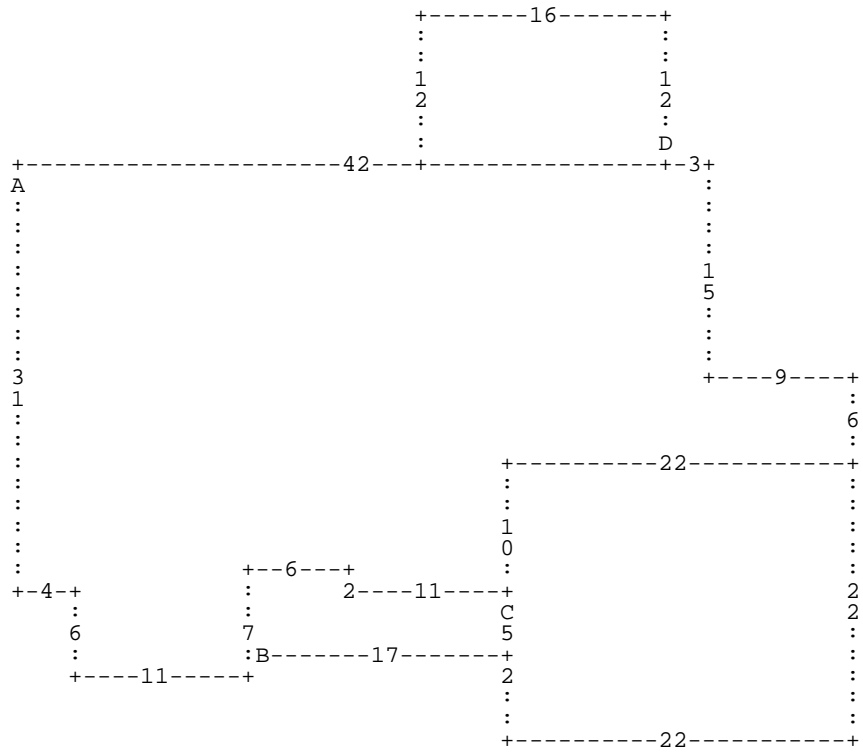 +-------16-------+
                            :                :
                            :                :
                            1                1
                            2                2
                            :                :
                            :                D
+----------------------42---+----------------+-3+
A                                               :
:                                               :
:                                               :
:                                               :
:                                               1
:                                               5
:                                               :
:                                               :
:                                               :
3                                               +----9----+
1                                                         :
:                                                         6
:                                                         :
:                                 +----------22-----------+
:                                 :                       :
:                                 :                       :
:                                 1                       :
:                                 0                       :
:               +--6---+          :                       :
+-4-+           :      2----11----+                       2
    :           :                 C                       2
    6           7                 5                       :
    :           :B-------17-------+                       :
    +----11-----+                 2                       :
                                  :                       :
                                  :                       :
                                  +----------22-----------+